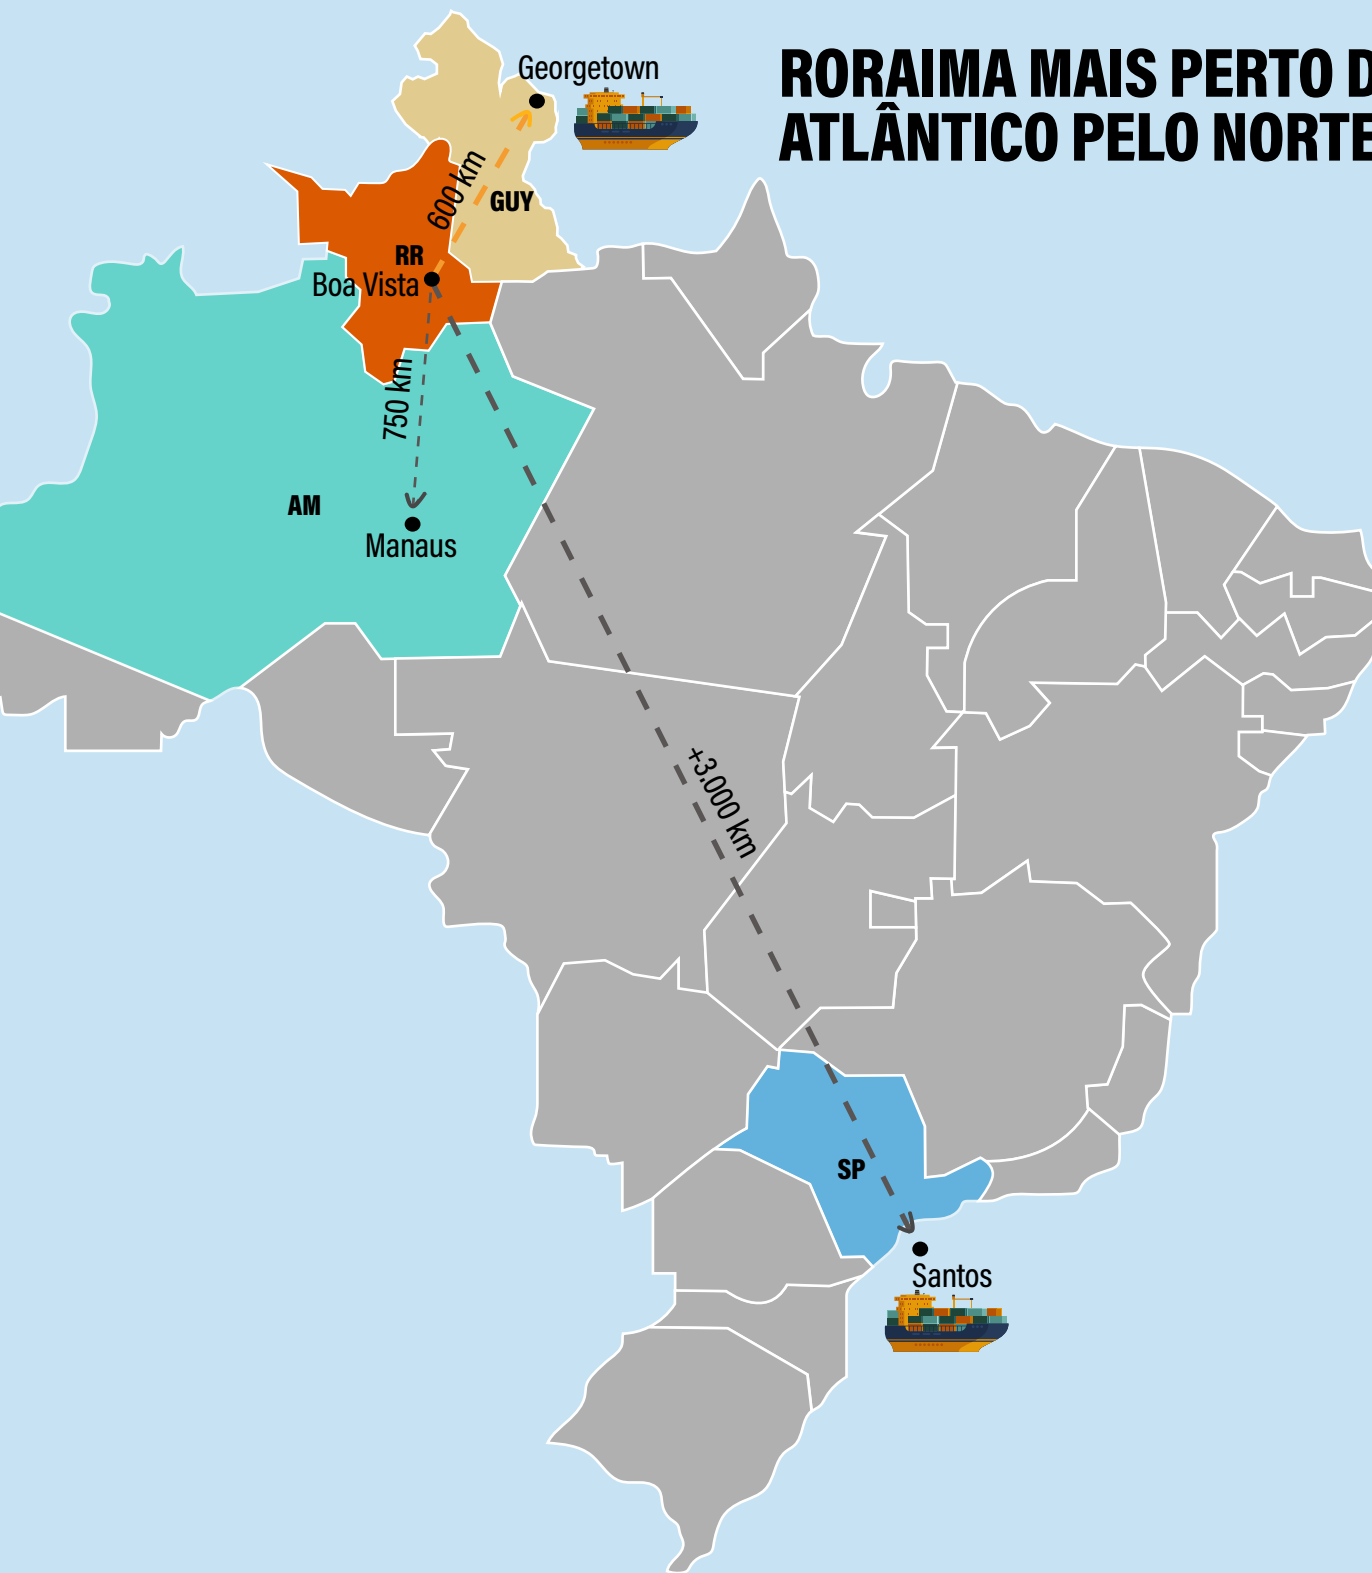 RORAIMA MAIS PERTO D
ATLÂNTICO PELO NORTE
Georgetown
600 km
GUY
RR
Boa Vista
750 km
AM
Manaus
+3.000 km
SP
Santos